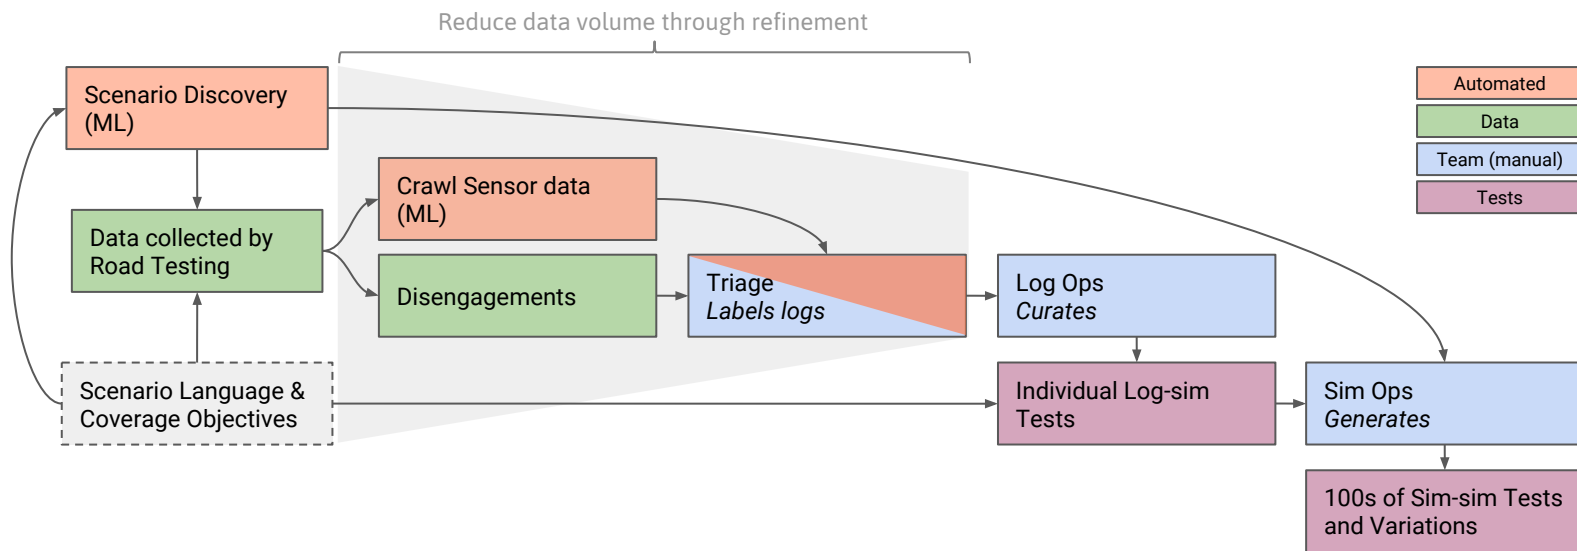 Reduce data volume through refinement
Scenario Discovery
(ML)
Automated
Data
Team (manual)
Tests
Crawl Sensor data
(ML)
Data collected by
Road Testing
Disengagements
Triage
Labels logs
Log Ops
Curates
Scenario Language &
Coverage Objectives
Individual Log-sim
Tests
Sim Ops
Generates
100s of Sim-sim Tests
and Variations